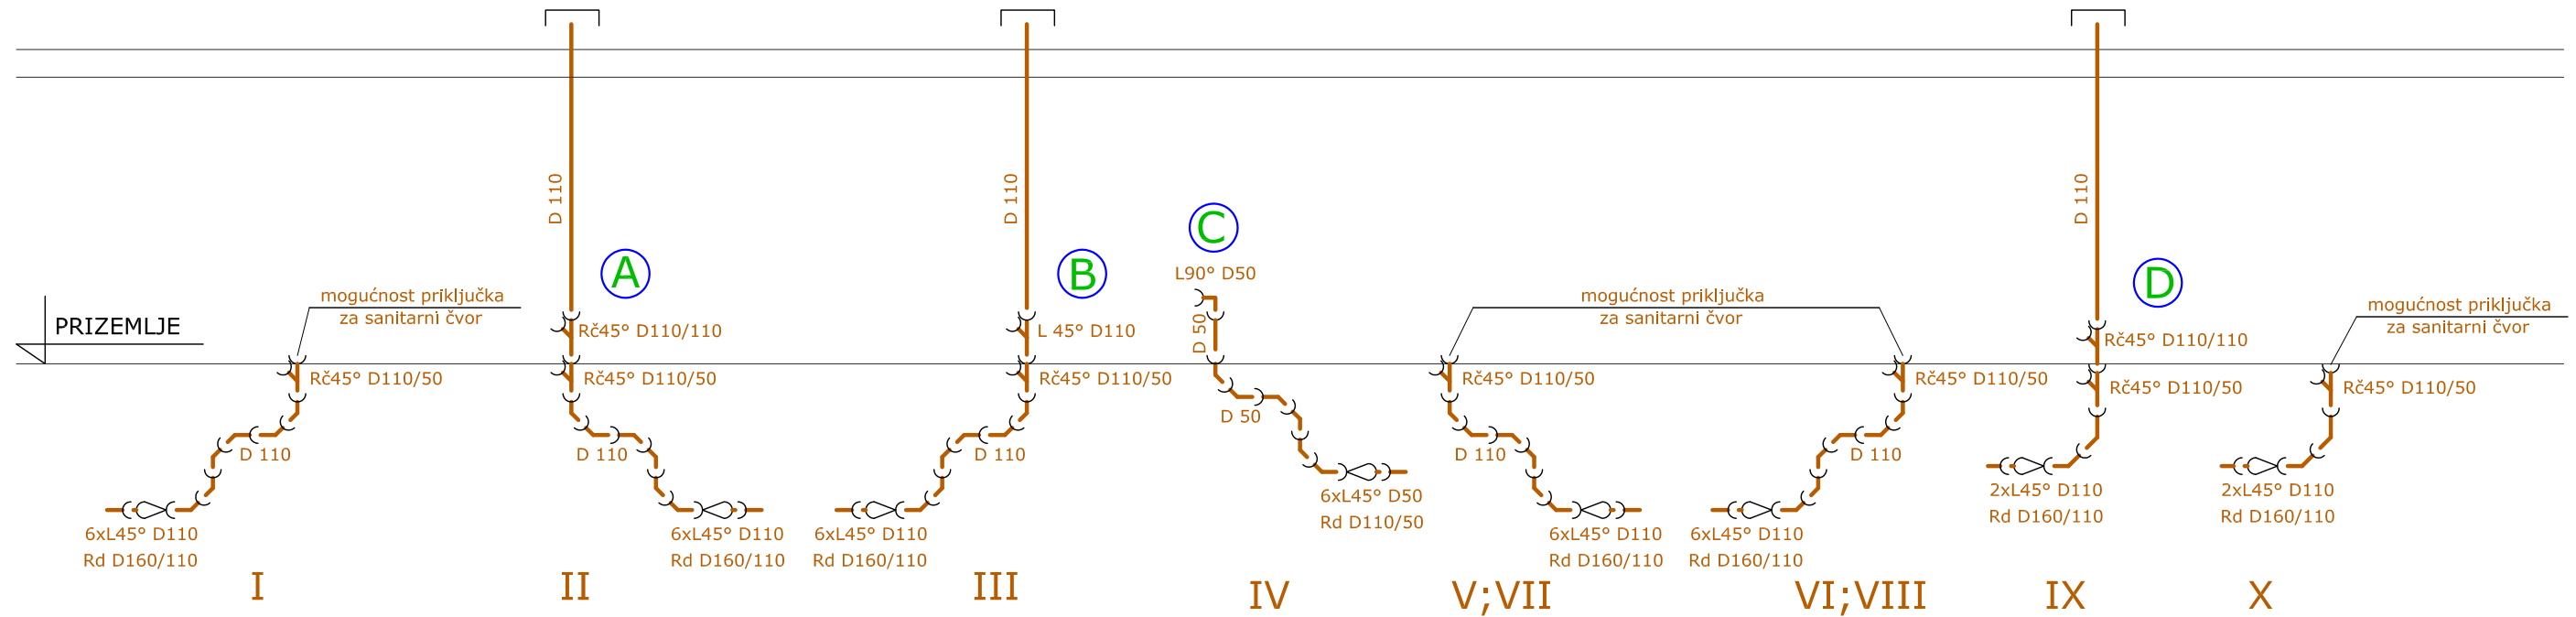 D 110
D 110
D 110
A
B
C
D
L90° D50
D 50
mogućnost priključka
za sanitarni čvor
mogućnost priključka
za sanitarni čvor
mogućnost priključka
za sanitarni čvor
PRIZEMLJE
Rč45° D110/110
L 45° D110
Rč45° D110/110
Rč45° D110/50
Rč45° D110/50
Rč45° D110/50
Rč45° D110/50
Rč45° D110/50
Rč45° D110/50
Rč45° D110/50
D 110
D 110
D 110
D 50
D 110
D 110
6xL45° D110
Rd D160/110
6xL45° D110
Rd D160/110
6xL45° D110
Rd D160/110
6xL45° D50
Rd D110/50
6xL45° D110
Rd D160/110
6xL45° D110
Rd D160/110
2xL45° D110
Rd D160/110
2xL45° D110
Rd D160/110
I
II
III
IV
V;VII
VI;VIII
IX
X